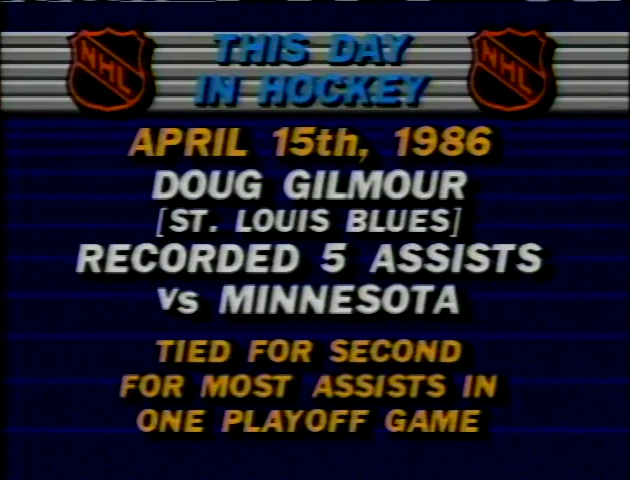 NHL
THIS DAY
IN HOCKEY
NHL
APRIL 15th, 1986
DOUG GILMOUR
[ST. LOUIS BLUES]
RECORDED 5 ASSISTS
VS MINNESOTA
TIED FOR SECOND
FOR MOST ASSISTS IN
ONE PLAYOFF GAME